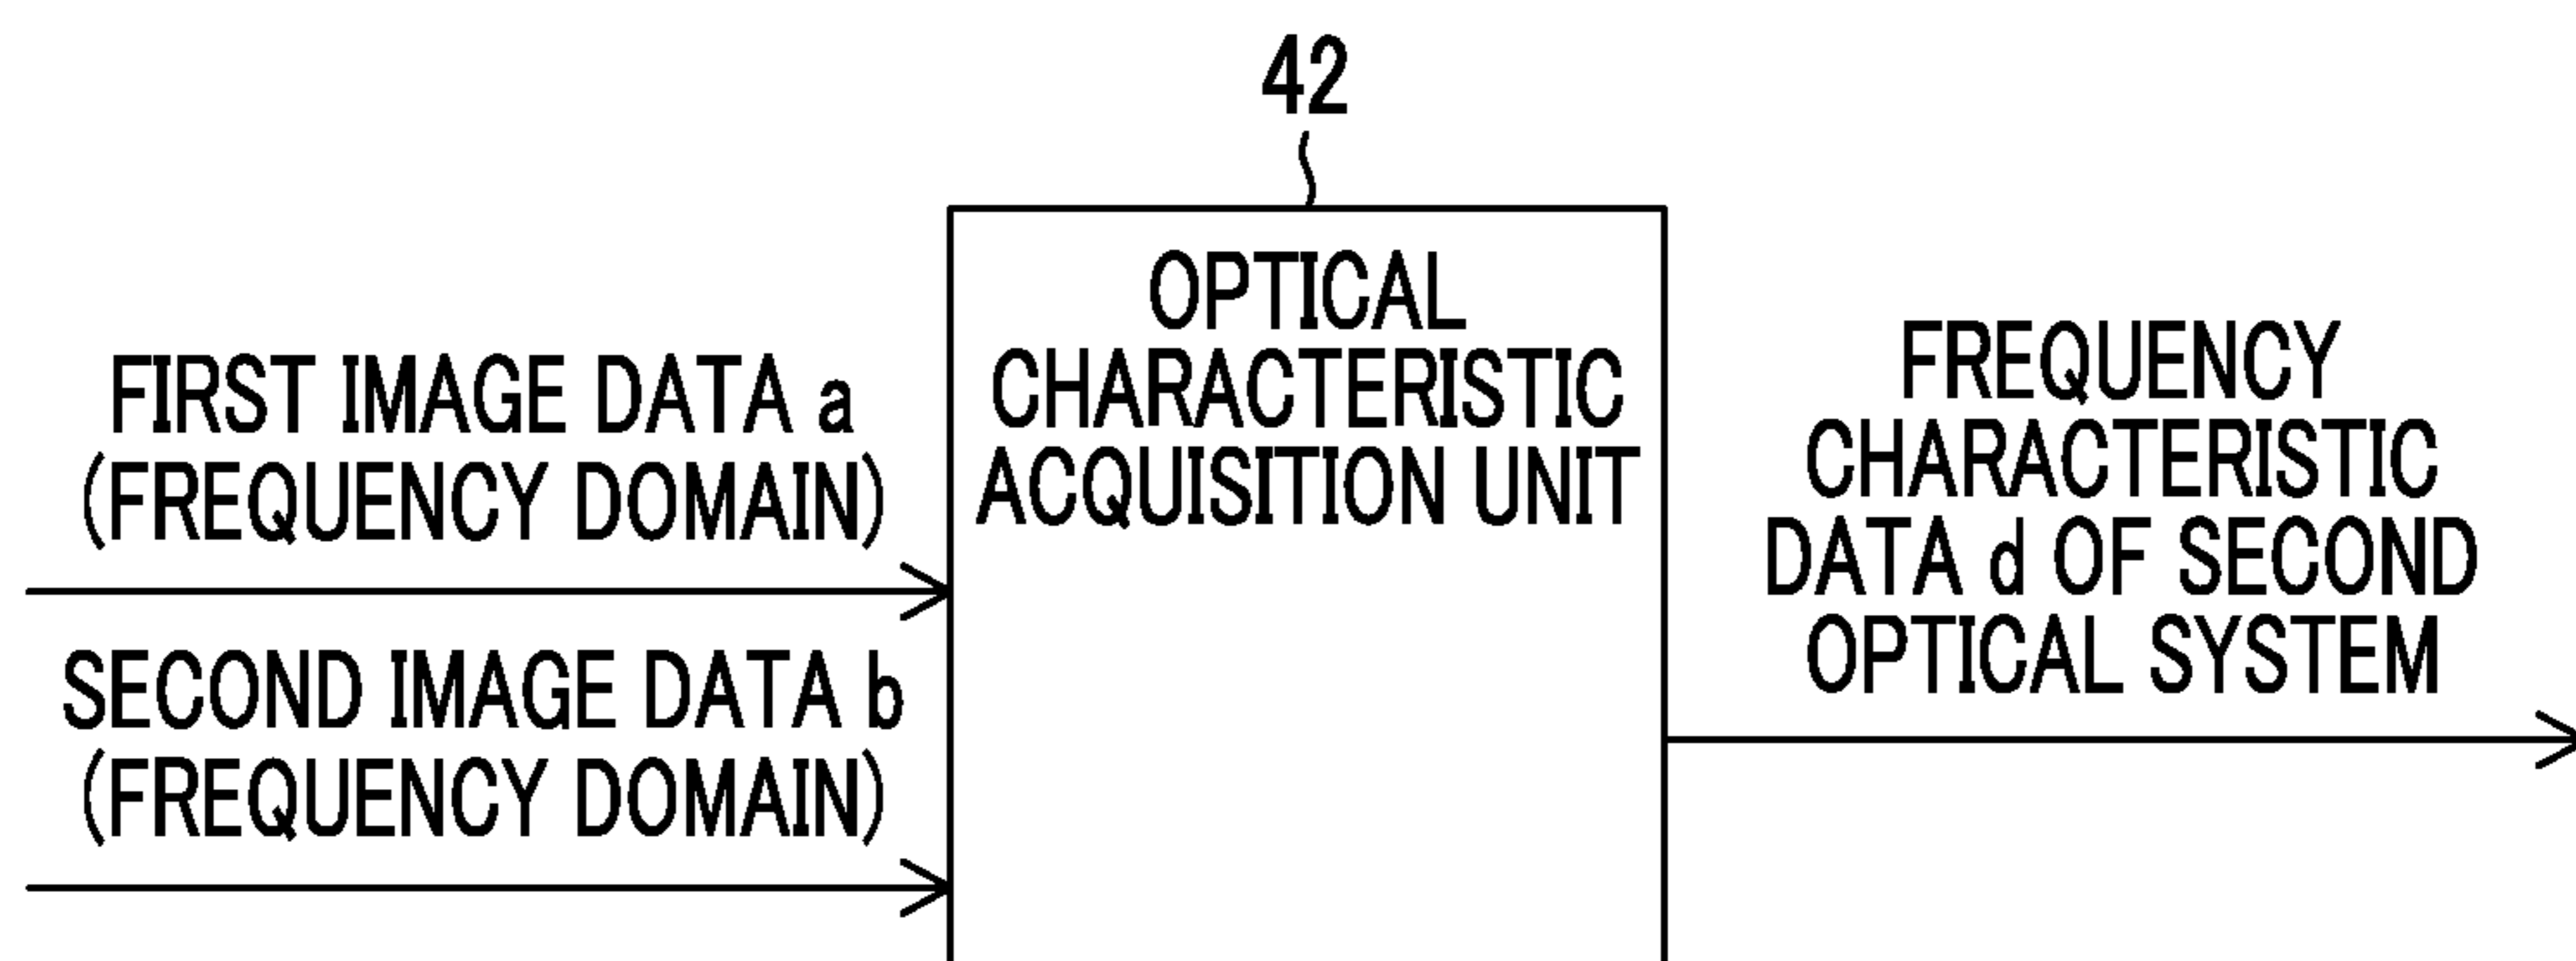 42
FIRST IMAGE DATA a
(FREQUENCY DOMAIN)
SECOND IMAGE DATA b
(FREQUENCY DOMAIN)
OPTICAL
CHARACTERISTIC
ACQUISITION UNIT
FREQUENCY
CHARACTERISTIC
DATA d OF SECOND
OPTICAL SYSTEM